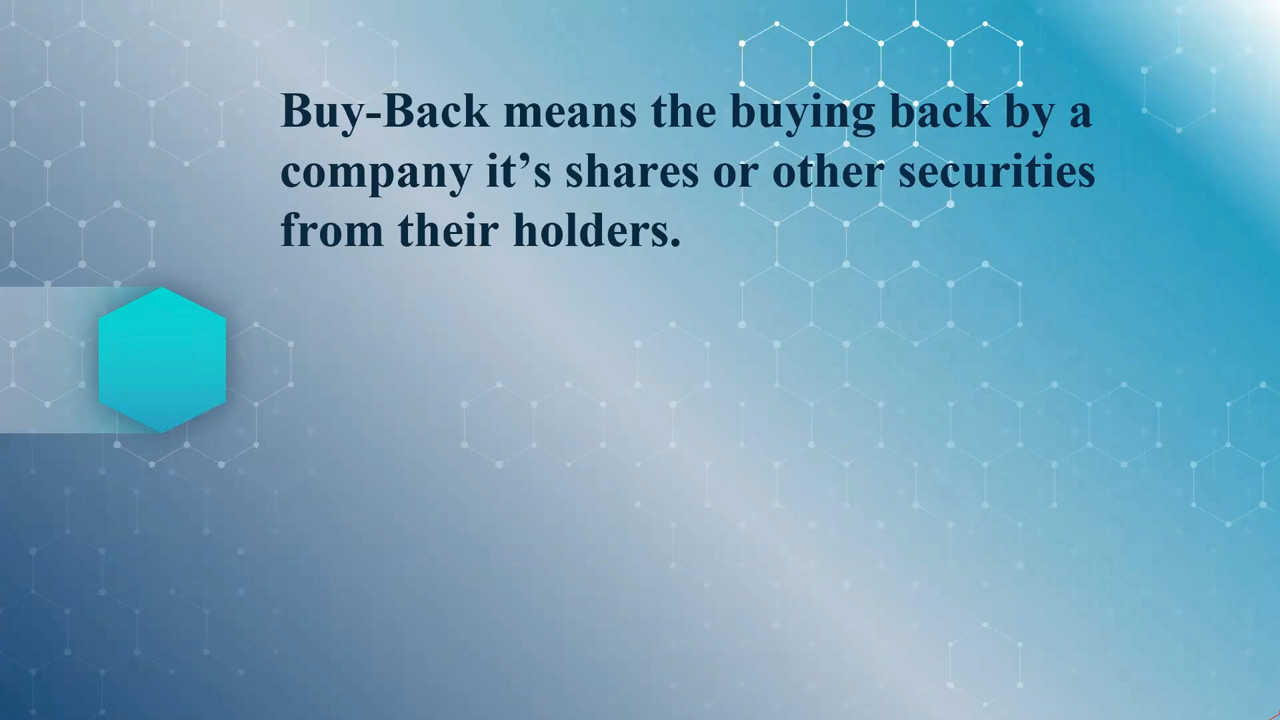 Buy-Back means the buying back by a
company it’s shares or other securities
from their holders.